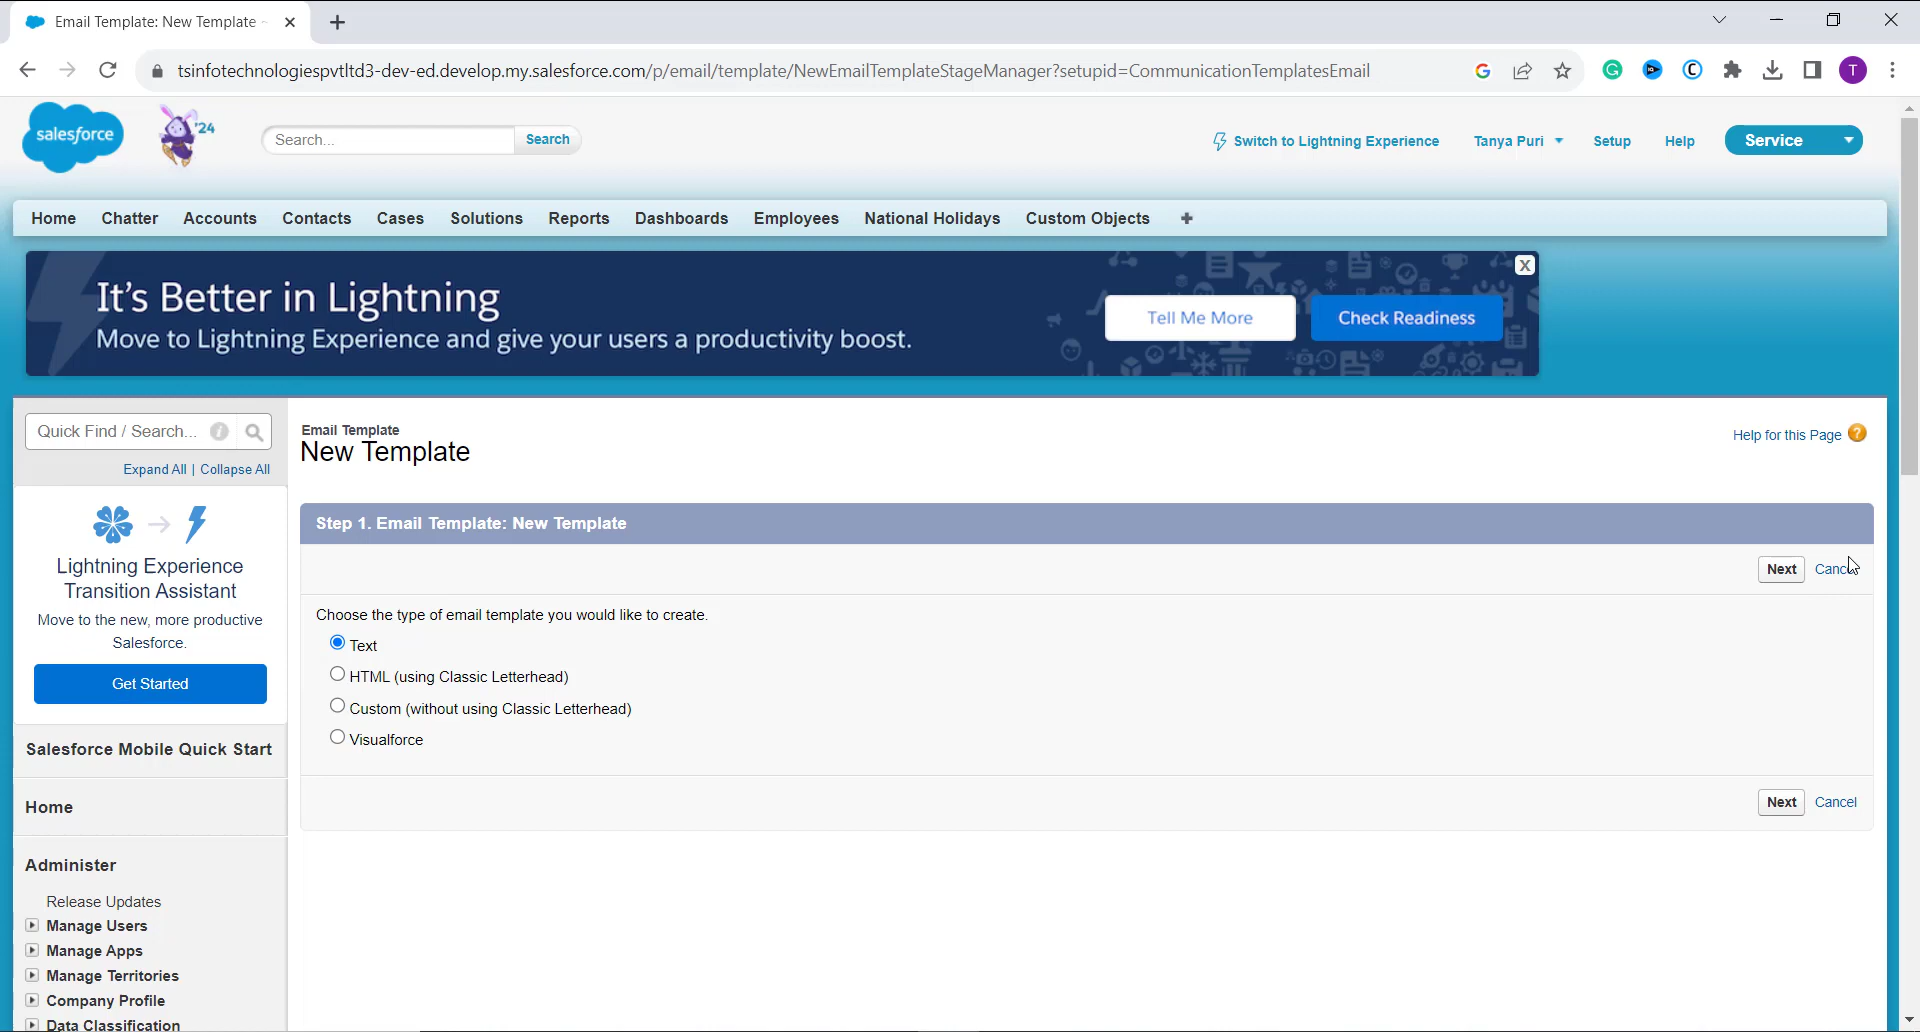 Email Template: New Template
tsinfotechnologiespvtltd3-dev-ed.develop.my.salesforce.com/p/email/template/NewEmailTemplateStageManager?setupid=CommunicationTemplatesEmail
T
salesforce
'24
Search...
Search
Switch to Lightning Experience
Tanya Puri
Setup
Help
Service
Home
Chatter
Accounts
Contacts
Cases
Solutions
Reports
Dashboards
Employees
National Holidays
Custom Objects
It's Better in Lightning
Move to Lightning Experience and give your users a productivity boost.
Tell Me More
Check Readiness
X
Quick Find / Search...
Expand All | Collapse All
Lightning Experience
Transition Assistant
Move to the new, more productive
Salesforce.
Get Started
Salesforce Mobile Quick Start
Home
Administer
Release Updates
Manage Users
Manage Apps
Manage Territories
Company Profile
Data Classification
Email Template
New Template
Help for this Page ?
Step 1. Email Template: New Template
Next
Cancel
Choose the type of email template you would like to create.
Text
HTML (using Classic Letterhead)
Custom (without using Classic Letterhead)
Visualforce
Next
Cancel